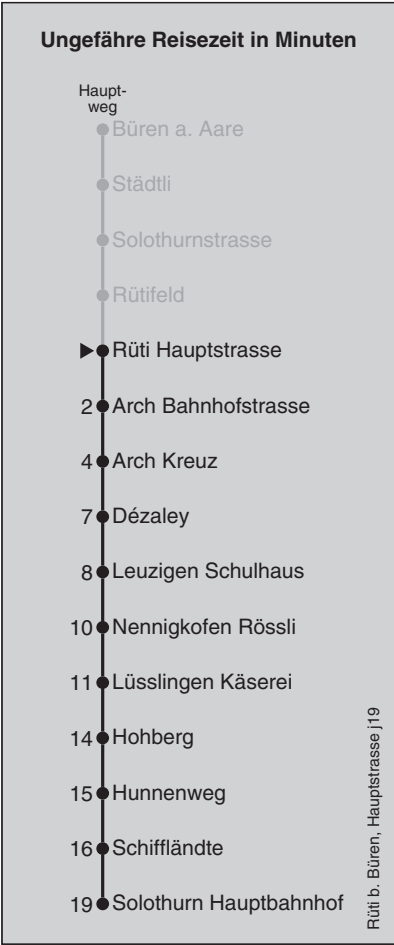 Ungefähre Reisezeit in Minuten
Haupt-
weg
Büren a. Aare
Städtli
Solothurnstrasse
Rütifeld
Rüti Hauptstrasse
2 Arch Bahnhofstrasse
4 Arch Kreuz
7 Dézaley
8 Leuzigen Schulhaus
10 Nennigkofen Rössli
11 Lüsslingen Käserei
14 Hohberg
15 Hunnenweg
16 Schiffländte
19 Solothurn Hauptbahnhof
Rüti b. Büren, Hauptstrasse j19